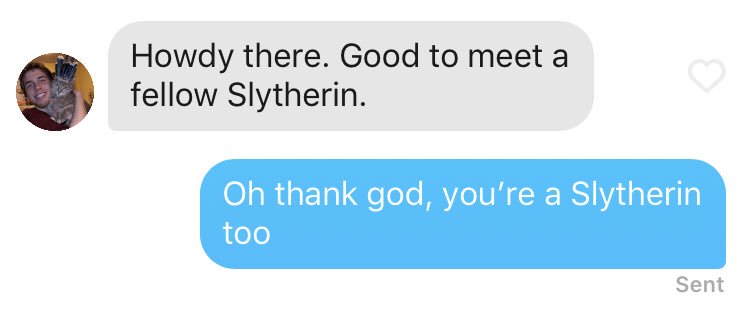 Howdy there. Good to meet a
fellow Slytherin.
Oh thank god, you’re a Slytherin
too
Sent